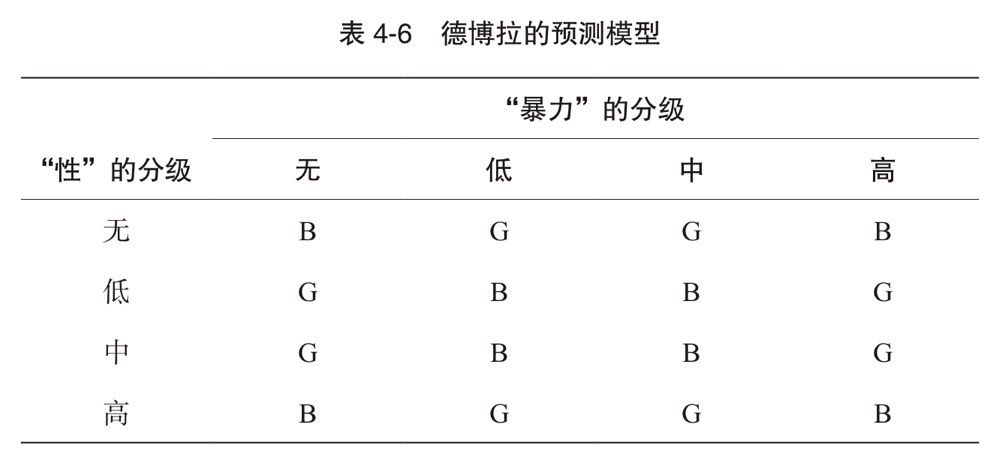 表 4-6 德博拉的预测模型
“暴力”的分级
“性”的分级 无 低 中 高
无 B G G B
低 G B B G
中 G B B G
高 B G G B